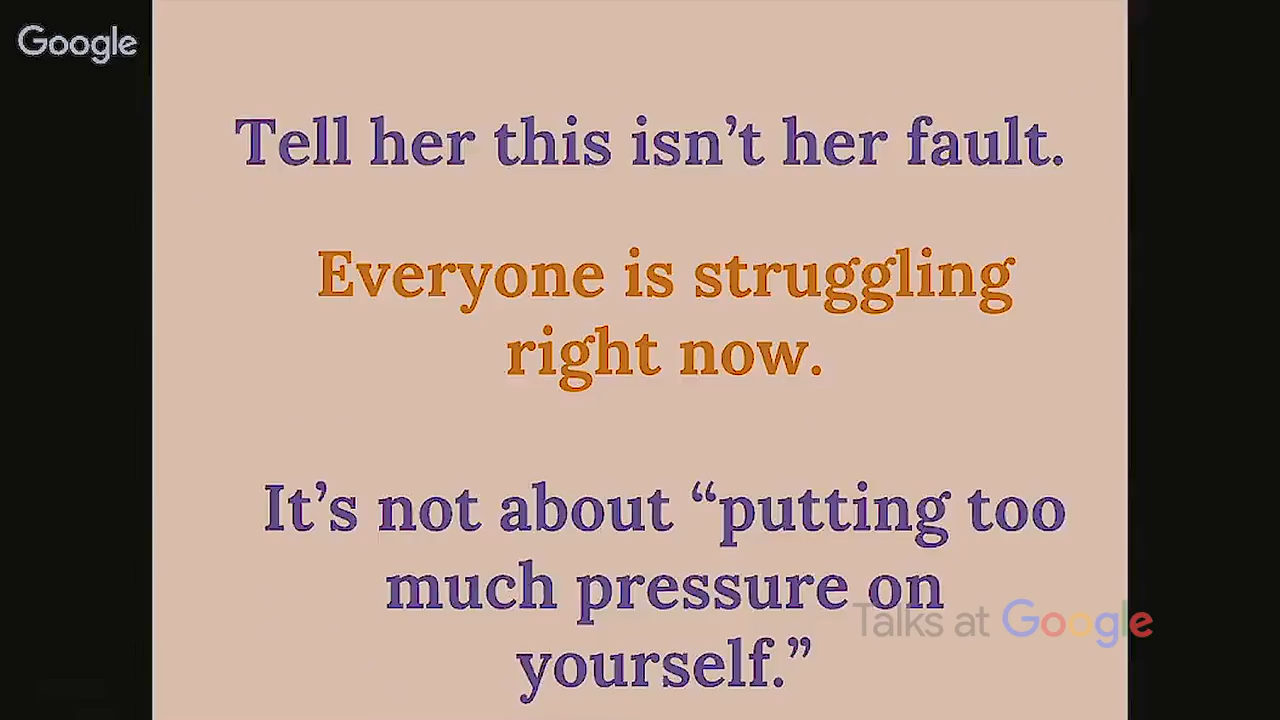 Google
Tell her this isn’t her fault.
Everyone is struggling
right now.
It’s not about “putting too
much pressure on
yourself.”
Talks at Google